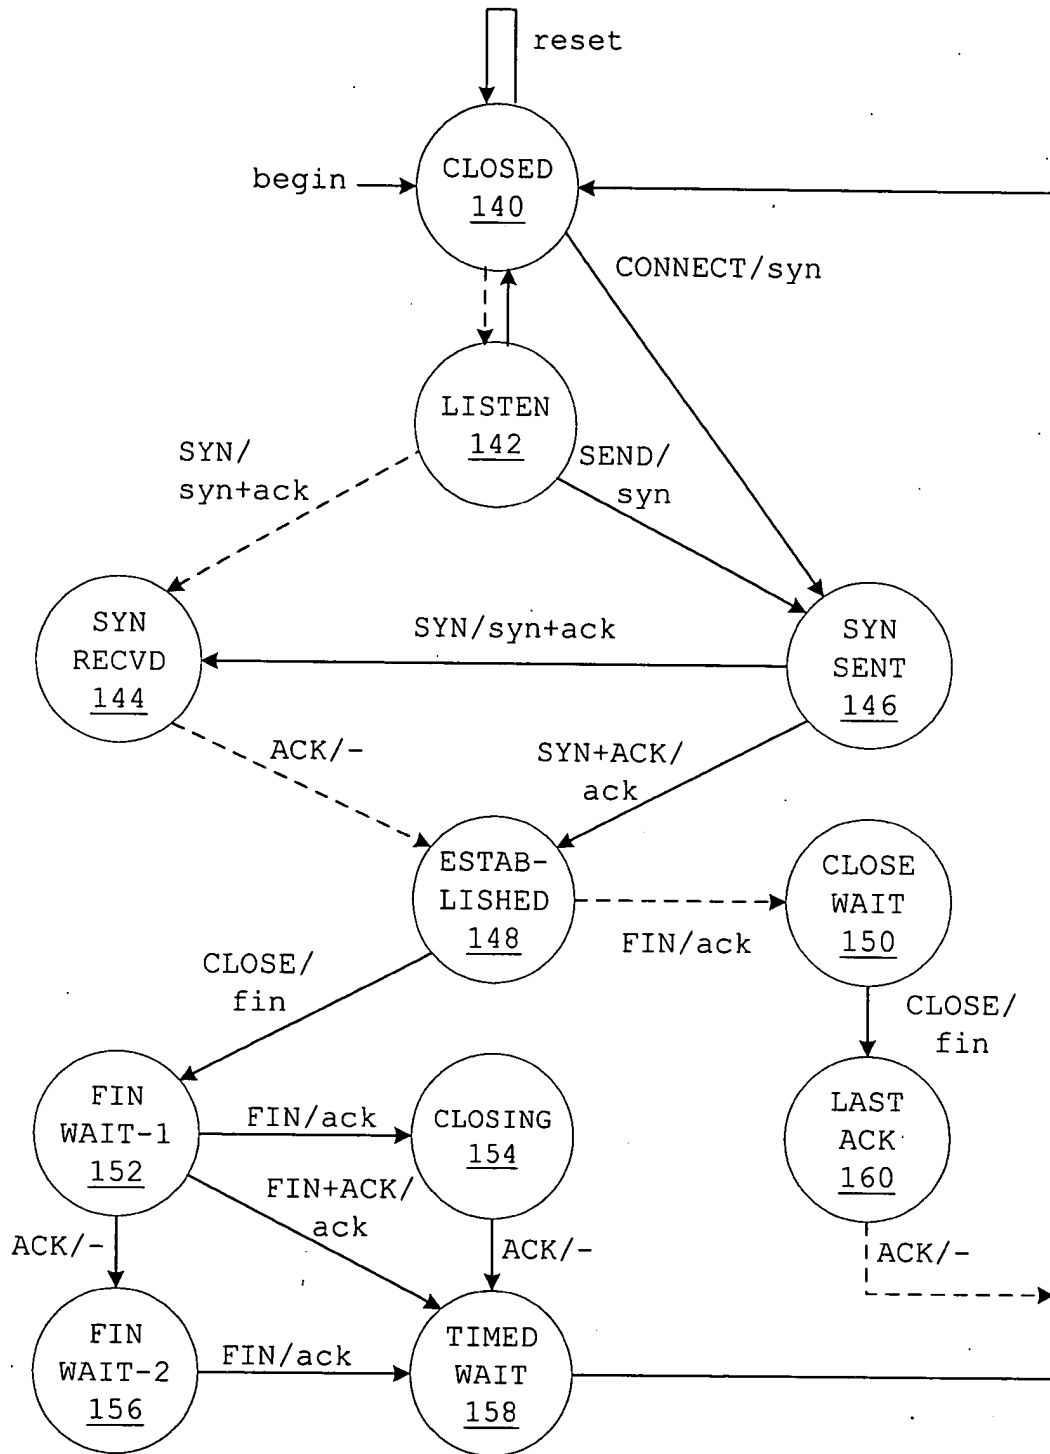 reset
CLOSED
140
begin
CONNECT/syn
LISTEN
142
SYN/
syn+ack
SEND/
syn
SYN
RECVD
144
SYN/syn+ack
SYN
SENT
146
ACK/-
SYN+ACK/
ack
ESTAB-
LISHED
148
FIN/ack
CLOSE
WAIT
150
CLOSE/
fin
CLOSE/
fin
FIN
WAIT-1
152
FIN/ack
CLOSING
154
LAST
ACK
160
FIN+ACK/
ack
ACK/-
ACK/-
ACK/-
FIN
WAIT-2
156
FIN/ack
TIMED
WAIT
158